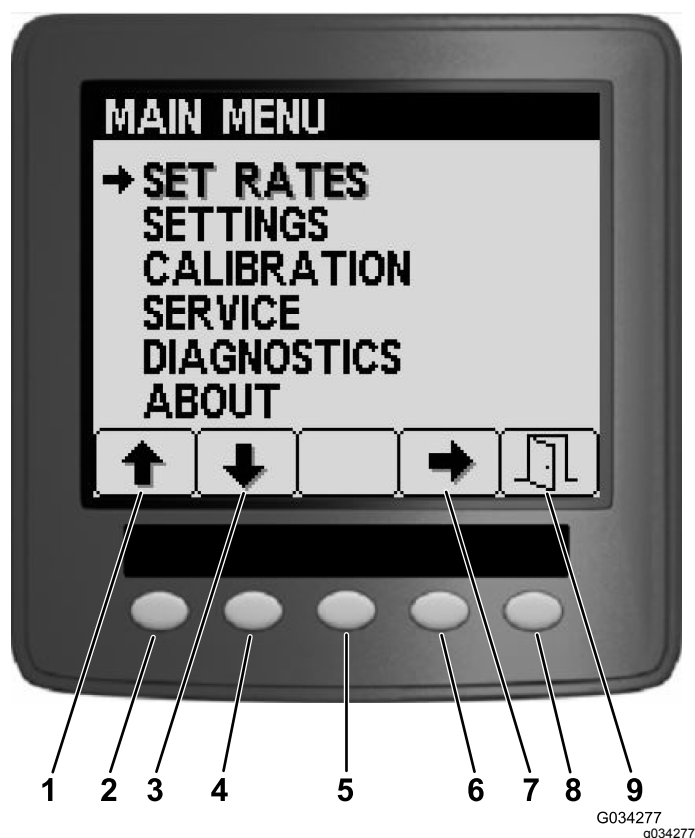 MAIN MENU
SET RATES
SETTINGS
CALIBRATION
SERVICE
DIAGNOSTICS
ABOUT
1 2 3 4 5 6 7 8 9
G034277
g034277